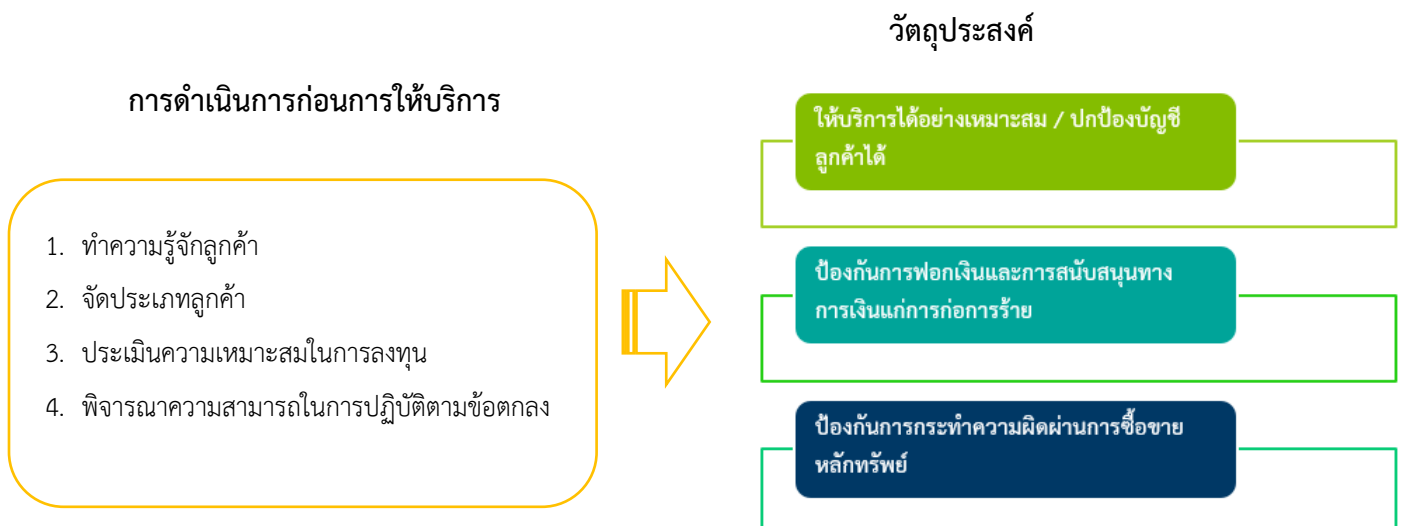 วัตถุประสงค์
การดำเนินการก่อนการให้บริการ
1. ทำความรู้จักลูกค้า
2. จัดประเภทลูกค้า
3. ประเมินความเหมาะสมในการลงทุน
4. พิจารณาความสามารถในการปฏิบัติตามข้อตกลง
ให้บริการได้อย่างเหมาะสม / ปกป้องบัญชี
ลูกค้าได้
ป้องกันการฟอกเงินและการสนับสนุนทาง
การเงินแก่การก่อการร้าย
ป้องกันการกระทำความผิดผ่านการซื้อขาย
หลักทรัพย์